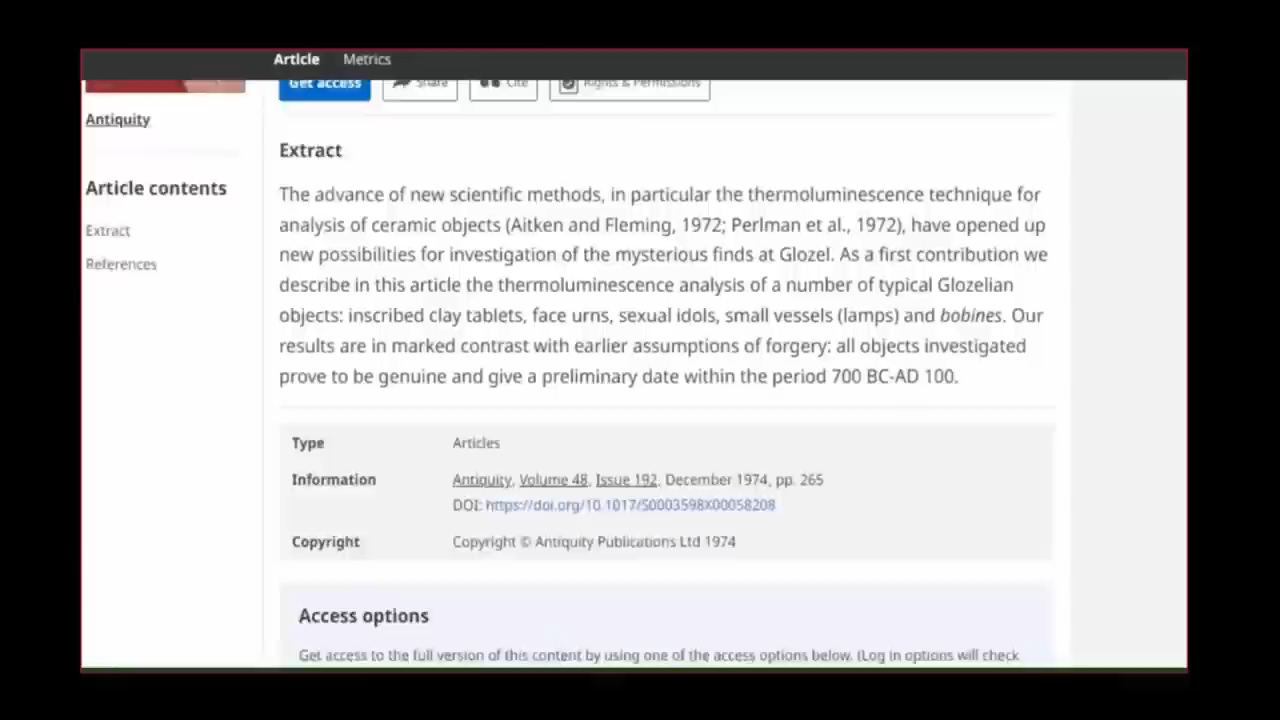 Article Metrics
Get access Share Cite Rights & Permissions
Antiquity
Article contents
Extract
References
Extract
The advance of new scientific methods, in particular the thermoluminescence technique for
analysis of ceramic objects (Aitken and Fleming, 1972; Perlman et al., 1972), have opened up
new possibilities for investigation of the mysterious finds at Glozel. As a first contribution we
describe in this article the thermoluminescence analysis of a number of typical Glozelian
objects: inscribed clay tablets, face urns, sexual idols, small vessels (lamps) and bobines. Our
results are in marked contrast with earlier assumptions of forgery: all objects investigated
prove to be genuine and give a preliminary date within the period 700 BC-AD 100.
Type Articles
Information Antiquity, Volume 48, Issue 192, December 1974, pp. 265
DOI: https://doi.org/10.1017/S0003598X00058208
Copyright Copyright © Antiquity Publications Ltd 1974
Access options
Get access to the full version of this content by using one of the access options below. (Log in options will check